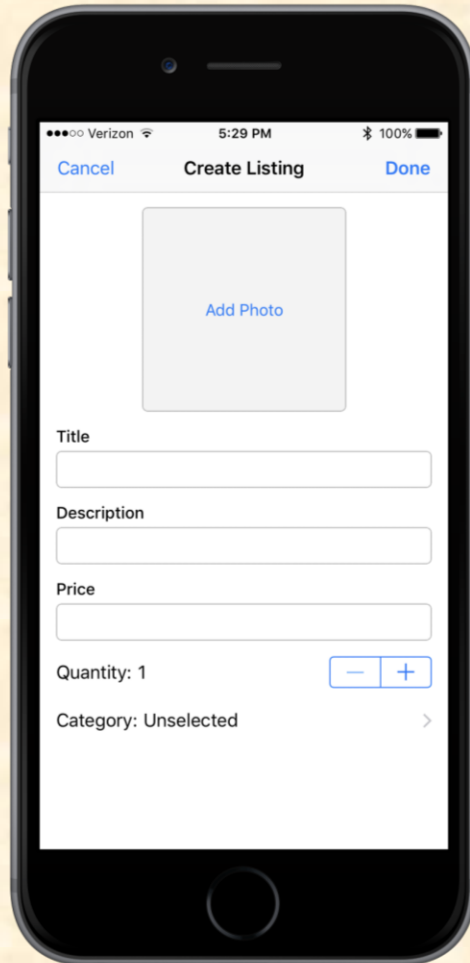 ●●●○○ Verizon 5:29 PM 100%
Cancel Create Listing Done
Add Photo
Title
Description
Price
Quantity: 1 − +
Category: Unselected >